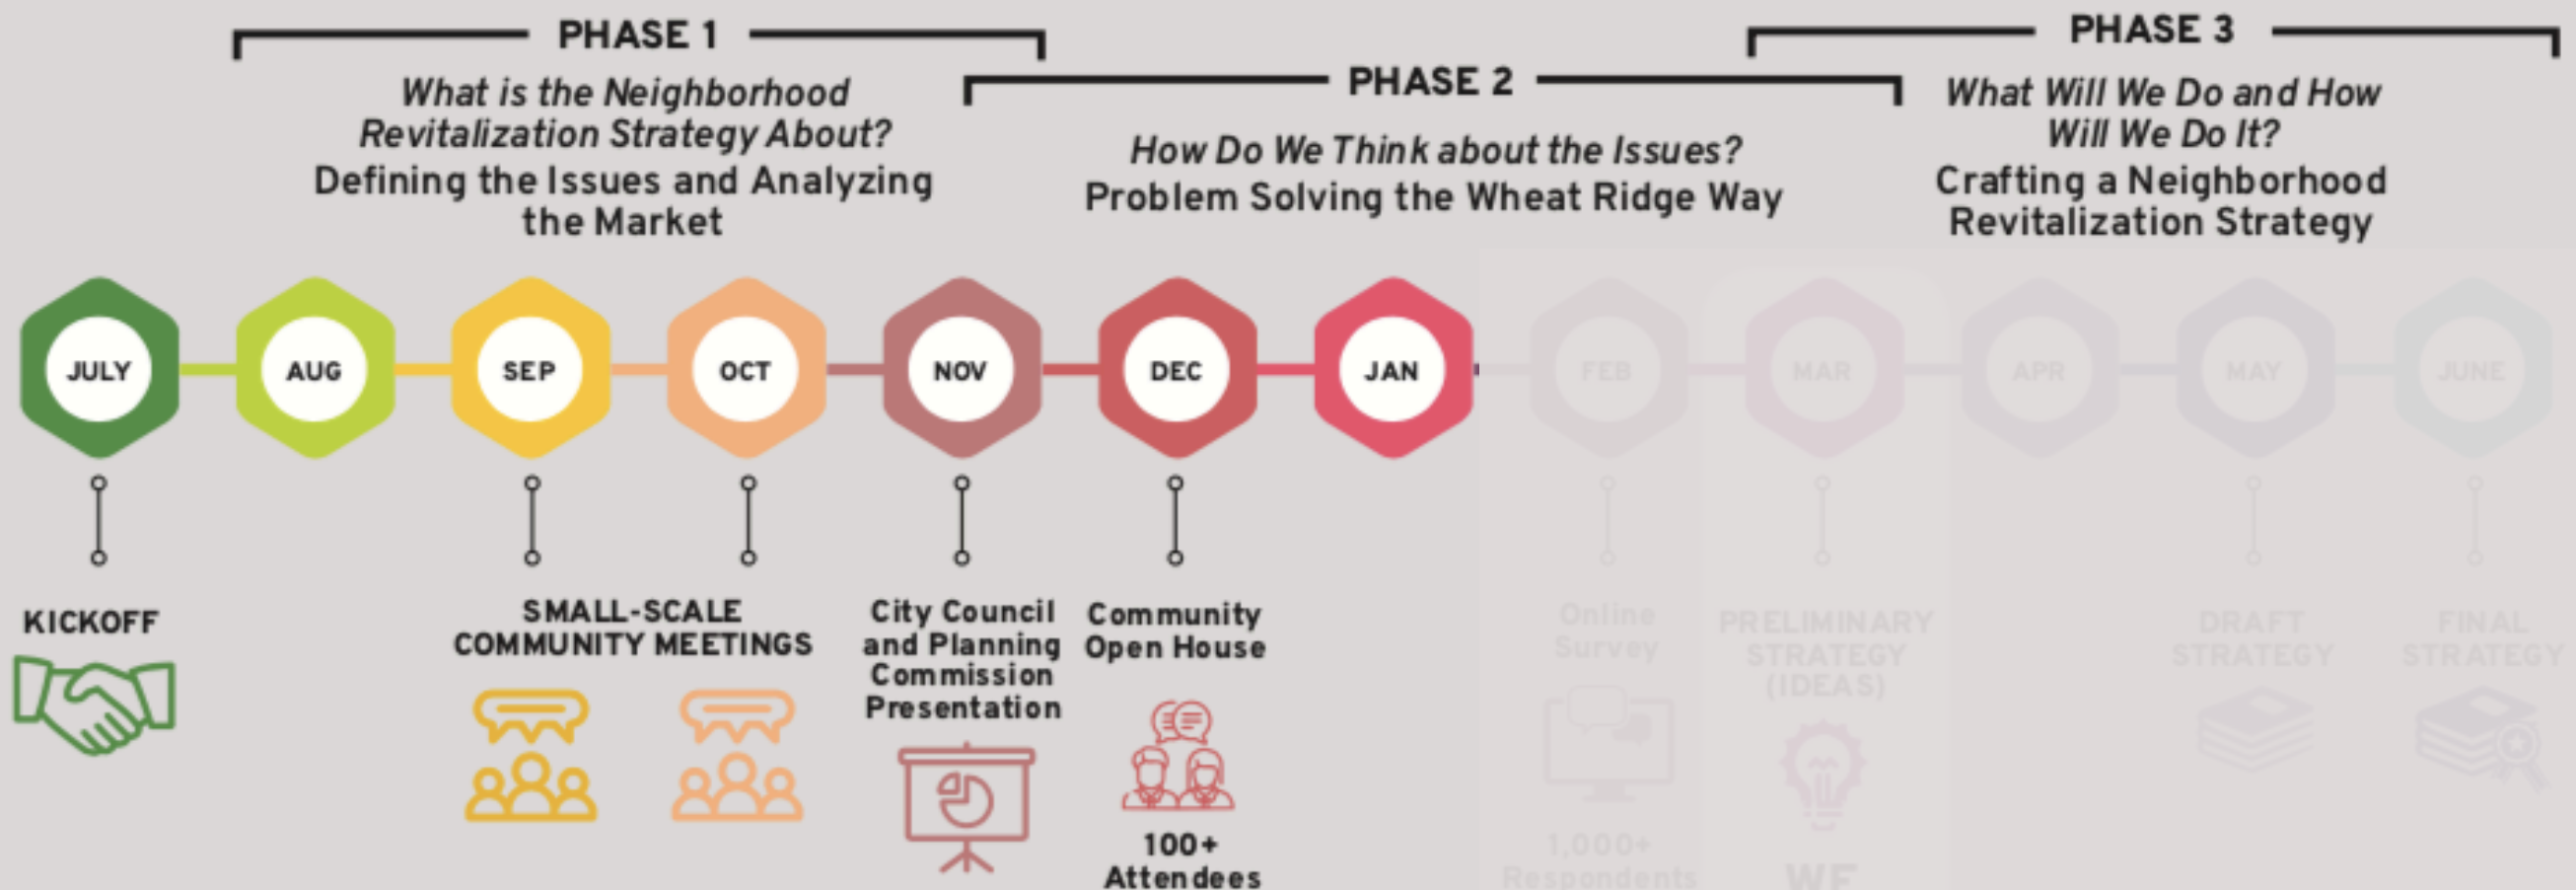 PHASE 1
What is the Neighborhood
Revitalization Strategy About?
Defining the Issues and Analyzing
the Market
PHASE 2
How Do We Think about the Issues?
Problem Solving the Wheat Ridge Way
PHASE 3
What Will We Do and How
Will We Do It?
Crafting a Neighborhood
Revitalization Strategy
JULY
AUG
SEP
OCT
NOV
DEC
JAN
FEB
MAR
APR
MAY
JUNE
KICKOFF
SMALL-SCALE
COMMUNITY MEETINGS
City Council
and Planning
Commission
Presentation
Community
Open House
100+
Attendees
Online
Survey
1,000+
Respondents
PRELIMINARY
STRATEGY
(IDEAS)
WE
DRAFT
STRATEGY
FINAL
STRATEGY